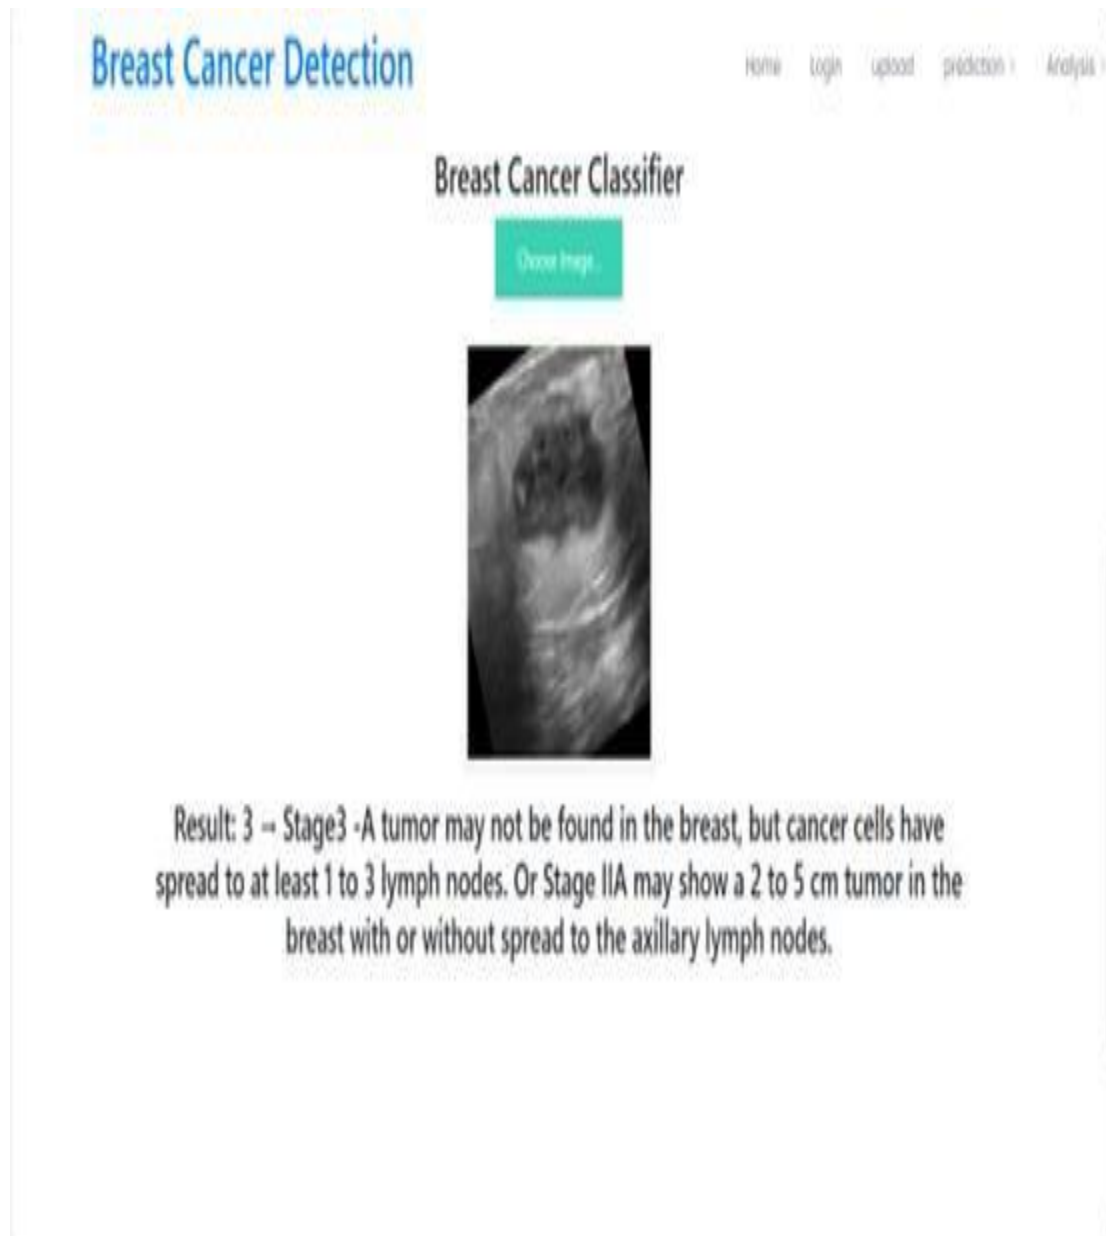 Breast Cancer Detection
Home Login upload prediction Analysis
Breast Cancer Classifier
Choose Image...
Result: 3 -- Stage3 -A tumor may not be found in the breast, but cancer cells have
spread to at least 1 to 3 lymph nodes. Or Stage IIA may show a 2 to 5 cm tumor in the
breast with or without spread to the axillary lymph nodes.